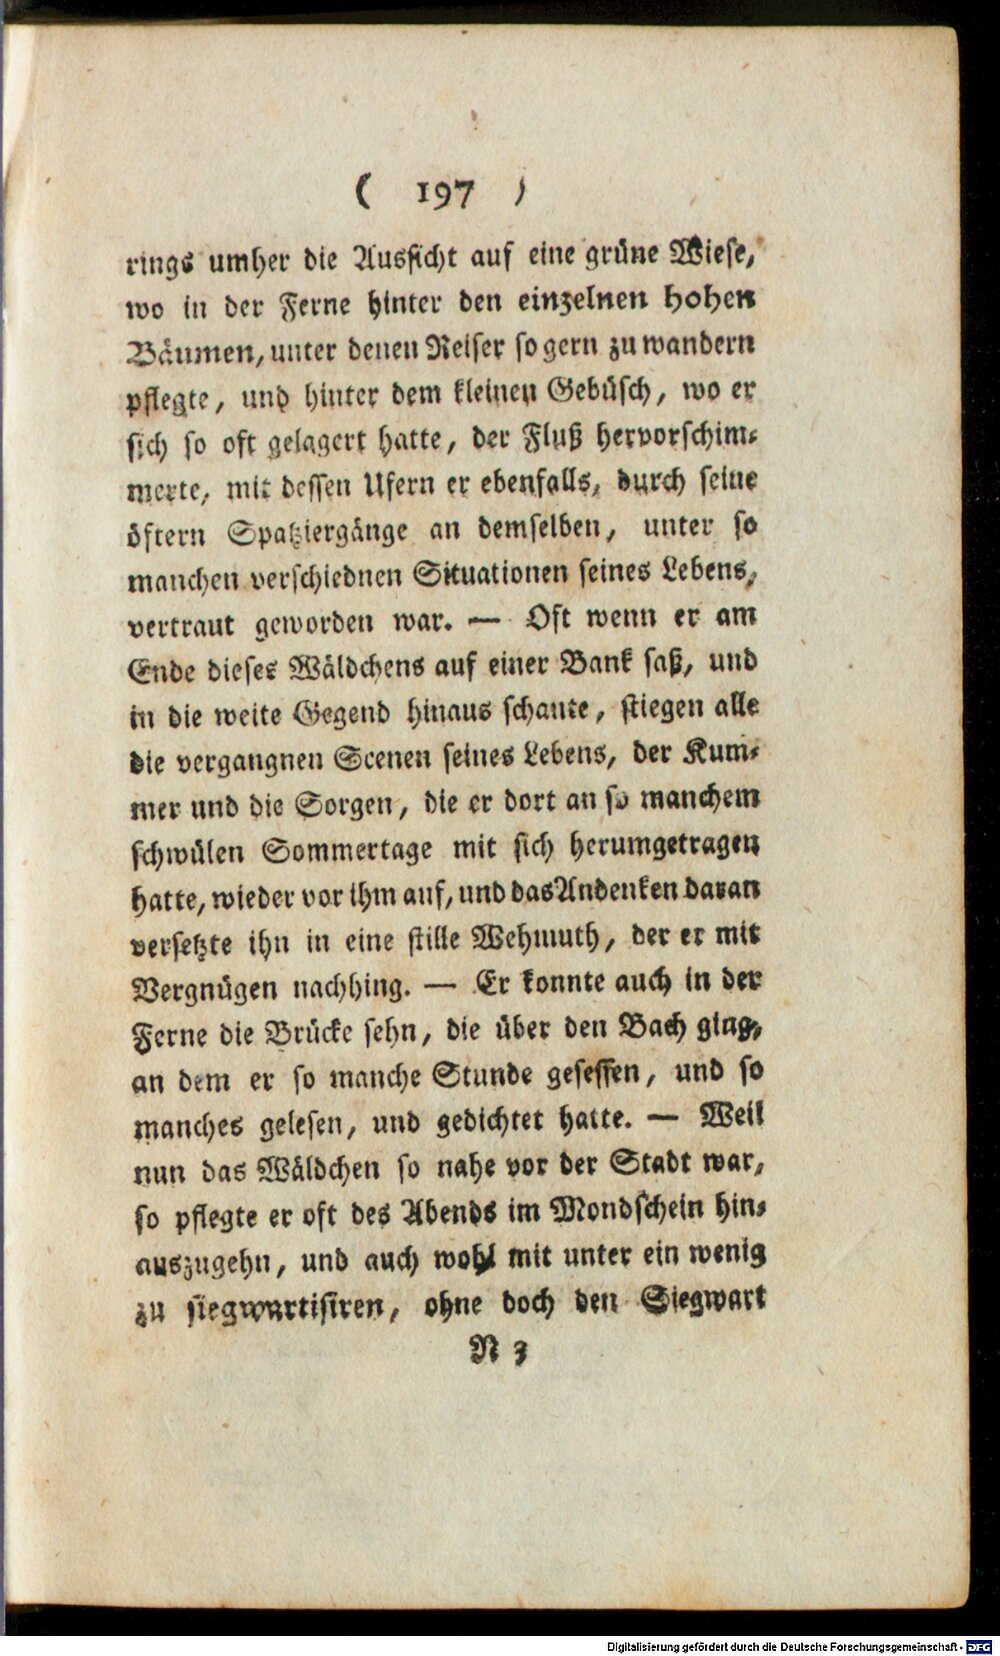 ( 197 )
rings umher die Aussicht auf eine grüne Wiese,
wo in der Ferne hinter den einzelnen hohen
Bäumen, unter denen Reiser so gern zu wandern
pflegte, und hinter dem kleinen Gebüsch, wo er
sich so oft gelagert hatte, der Fluß hervorschim-
merte, mit dessen Ufern er ebenfalls, durch seine
öftern Spatziergänge an demselben, unter so
manchen verschiednen Situationen seines Lebens,
vertraut geworden war. — Oft wenn er am
Ende dieses Wäldchens auf einer Bank saß, und
in die weite Gegend hinaus schaute, stiegen alle
die vergangnen Scenen seines Lebens, der Kum-
mer und die Sorgen, die er dort an so manchem
schwülen Sommertage mit sich herumgetragen
hatte, wieder vor ihm auf, und das Andenken daran
versetzte ihn in eine stille Wehmuth, der er mit
Vergnügen nachhing. — Er konnte auch in der
Ferne die Brücke sehn, die über den Bach ging,
an dem er so manche Stunde gesessen, und so
manches gelesen, und gedichtet hatte. — Weil
nun das Wäldchen so nahe vor der Stadt war,
so pflegte er oft des Abends im Mondschein hin-
auszugehn, und auch wohl mit unter ein wenig
zu siegwartisiren, ohne doch den Siegwart
N 3
Digitalisierung gefördert durch die Deutsche Forschungsgemeinschaft - DFG